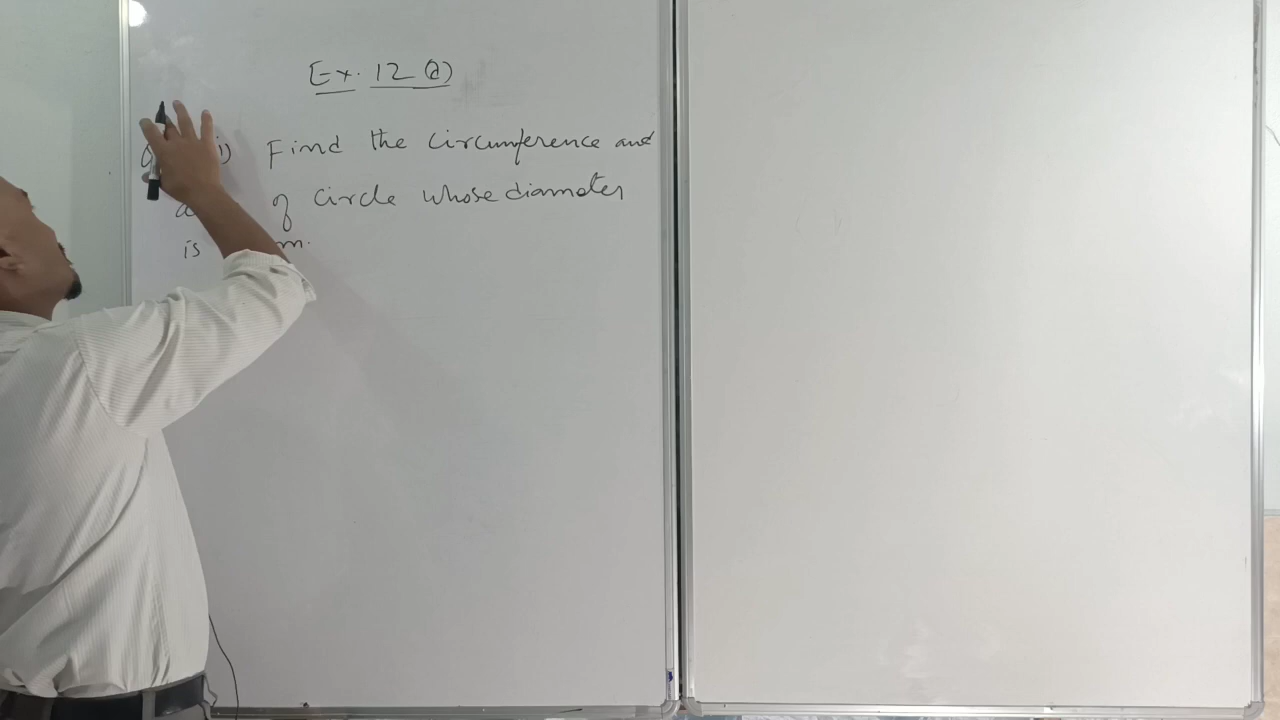 Ex. 12 (a)
i) Find the circumference and
of circle whose diameter
is m.